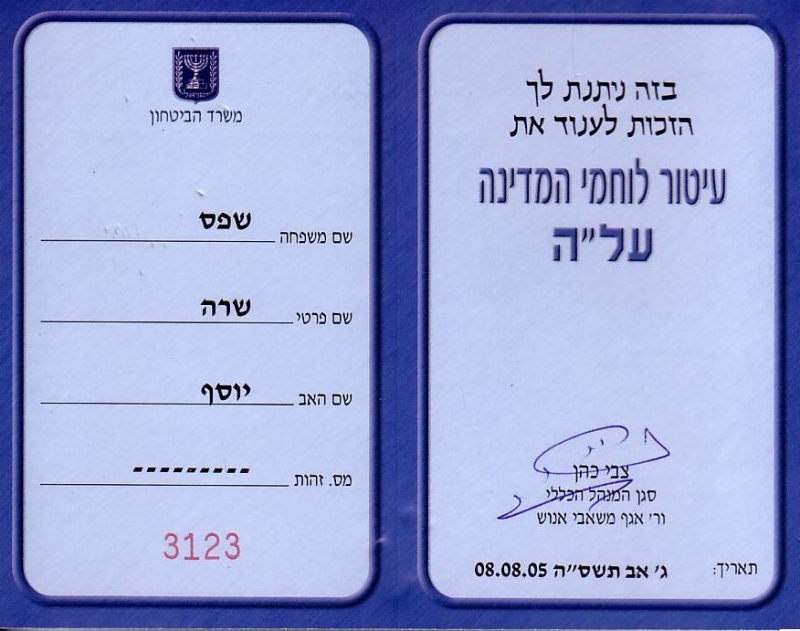 בזה ניתנת לך
הזכות לענוד את
עיטור לוחמי המדינה
על״ה
צבי כהן
סגן המנהל הכללי
ור׳ אגף משאבי אנוש
תאריך: ג׳ אב תשס״ה 08.08.05
משרד הביטחון
שם משפחה שפס
שם פרטי שרה
שם האב יוסף
מס. זהות ---------
3123